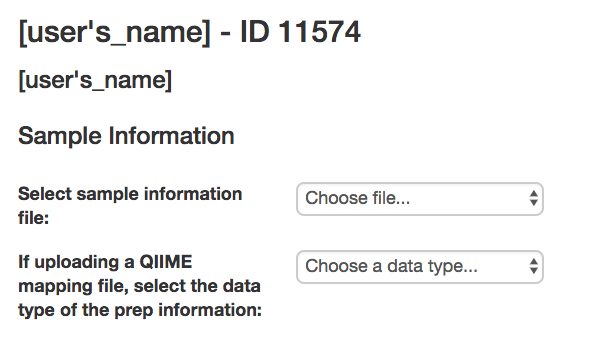 [user's_name] - ID 11574
[user's_name]
Sample Information
Select sample information
file:
Choose file...
If uploading a QIIME
mapping file, select the data
type of the prep information:
Choose a data type...